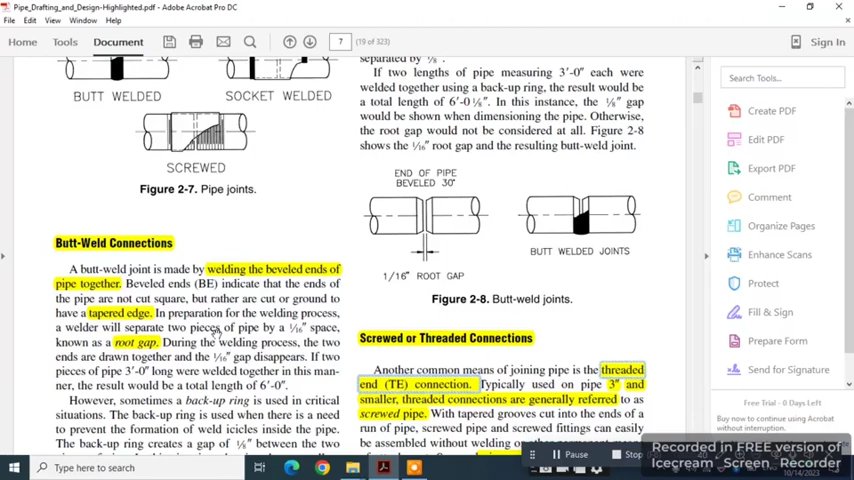 Pipe_Drafting_and_Design-Highlighted.pdf - Adobe Acrobat Pro DC
File Edit View Window Help
Home Tools Document 7 (19 of 323) Sign In
BUTT WELDED SOCKET WELDED
SCREWED
Figure 2-7. Pipe joints.
Butt-Weld Connections
A butt-weld joint is made by welding the beveled ends of
pipe together. Beveled ends (BE) indicate that the ends of
the pipe are not cut square, but rather are cut or ground to
have a tapered edge. In preparation for the welding process,
a welder will separate two pieces of pipe by a 1/16″ space,
known as a root gap. During the welding process, the two
ends are drawn together and the 1/16″ gap disappears. If two
pieces of pipe 3′-0″ long were welded together in this man-
ner, the result would be a total length of 6′-0″.
However, sometimes a back-up ring is used in critical
situations. The back-up ring is used when there is a need
to prevent the formation of weld icicles inside the pipe.
The back-up ring creates a gap of 1/8″ between the two
separated by 1/8″.
If two lengths of pipe measuring 3′-0″ each were
welded together using a back-up ring, the result would be
a total length of 6′-0 1/8″. In this instance, the 1/8″ gap
would be shown when dimensioning the pipe. Otherwise,
the root gap would not be considered at all. Figure 2-8
shows the 1/16″ root gap and the resulting butt-weld joint.
END OF PIPE
BEVELED 30°
1/16" ROOT GAP
BUTT WELDED JOINTS
Figure 2-8. Butt-weld joints.
Screwed or Threaded Connections
Another common means of joining pipe is the threaded
end (TE) connection. Typically used on pipe 3″ and
smaller, threaded connections are generally referred to as
screwed pipe. With tapered grooves cut into the ends of a
run of pipe, screwed pipe and screwed fittings can easily
be assembled without welding or other permanent means
Search Tools...
Create PDF
Edit PDF
Export PDF
Comment
Organize Pages
Enhance Scans
Protect
Fill & Sign
Prepare Form
Send for Signature
Free Trial - 0 Days Left
Buy now to continue using without interruption.
Pause Stop
Recorded in FREE version of
Icecream Screen Recorder
Type here to search
10/14/2023